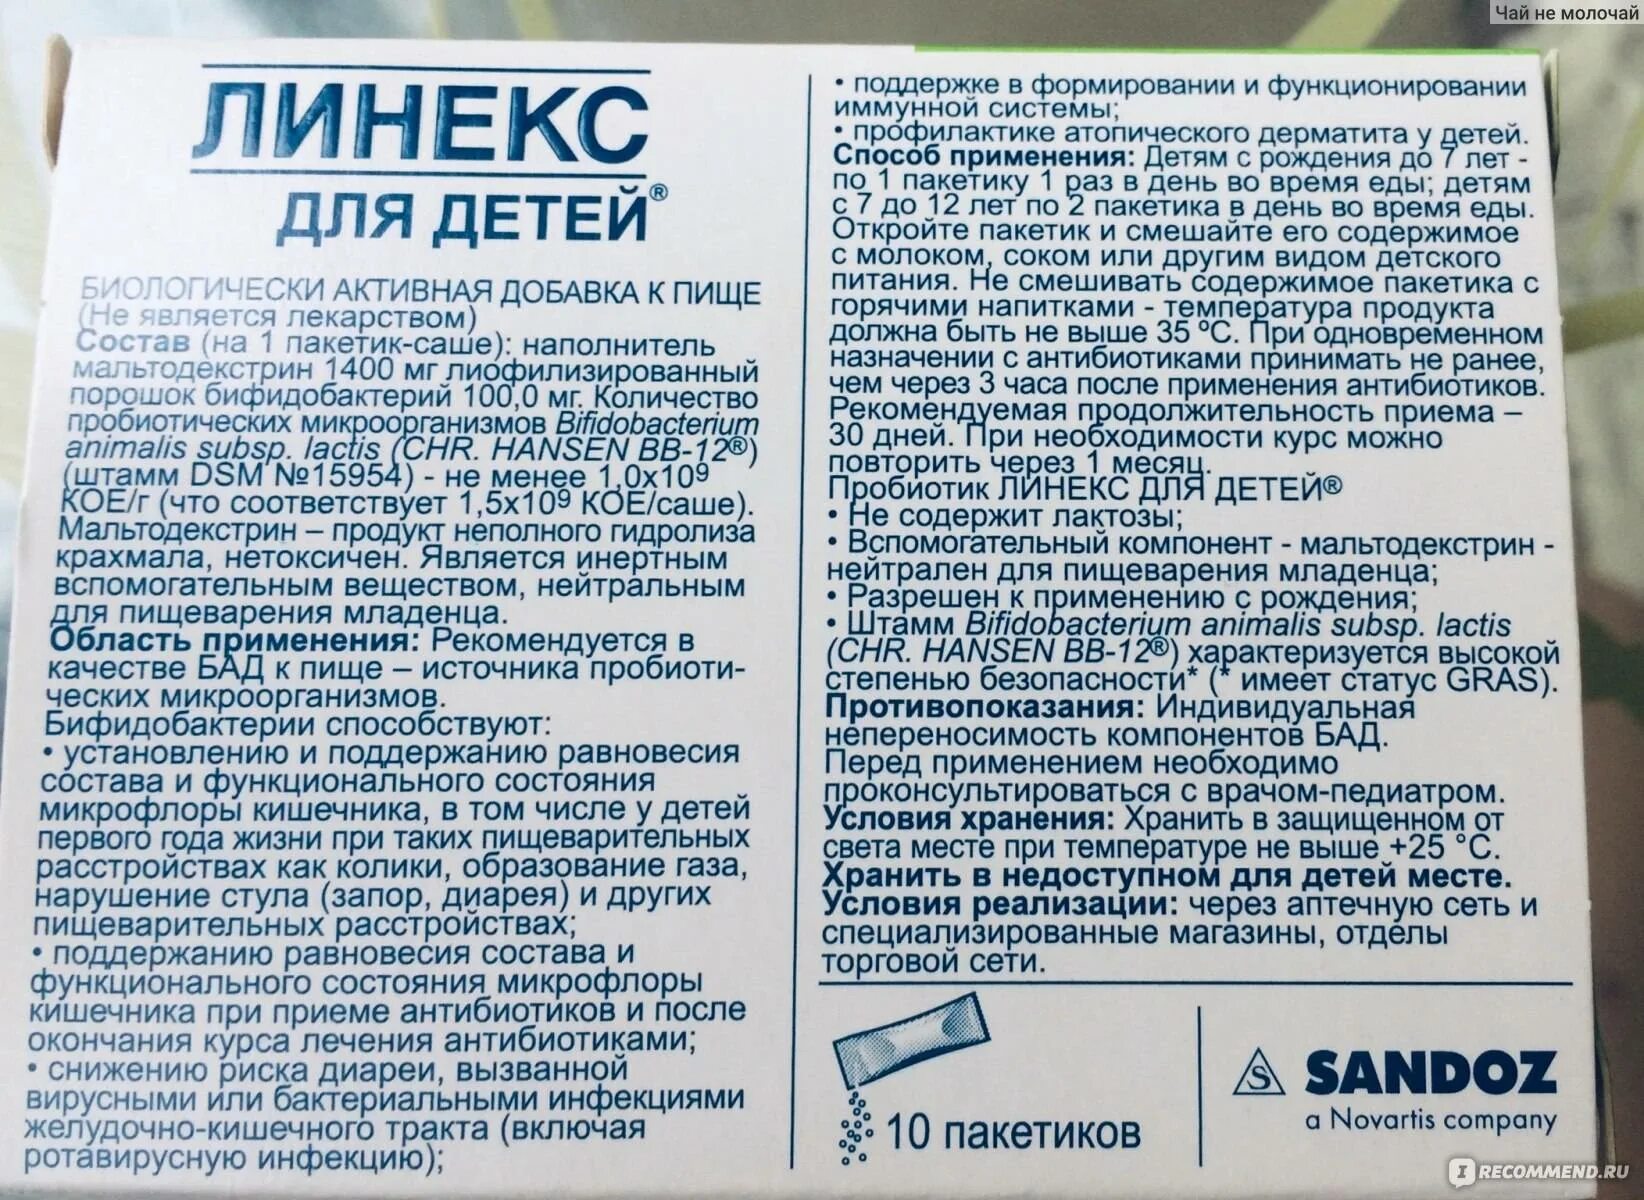 Чай не молочай
ЛИНЕКС
ДЛЯ ДЕТЕЙ®
БИОЛОГИЧЕСКИ АКТИВНАЯ ДОБАВКА К ПИЩЕ
(Не является лекарством)
Состав (на 1 пакетик-саше): наполнитель
мальтодекстрин 1400 мг лиофилизированный
порошок бифидобактерий 100,0 мг. Количество
пробиотических микроорганизмов Bifidobacterium
animalis subsp. lactis (CHR. HANSEN BB-12®)
(штамм DSM №15954) - не менее 1,0x10⁹
КОЕ/г (что соответствует 1,5x10⁹ КОЕ/саше).
Мальтодекстрин – продукт неполного гидролиза
крахмала, нетоксичен. Является инертным
вспомогательным веществом, нейтральным
для пищеварения младенца.
Область применения: Рекомендуется в
качестве БАД к пище – источника пробиоти-
ческих микроорганизмов.
Бифидобактерии способствуют:
• установлению и поддержанию равновесия
состава и функционального состояния
микрофлоры кишечника, в том числе у детей
первого года жизни при таких пищеварительных
расстройствах как колики, образование газа,
нарушение стула (запор, диарея) и других
пищеварительных расстройствах;
• поддержанию равновесия состава и
функционального состояния микрофлоры
кишечника при приеме антибиотиков и после
окончания курса лечения антибиотиками;
• снижению риска диареи, вызванной
вирусными или бактериальными инфекциями
желудочно-кишечного тракта (включая
ротавирусную инфекцию);
• поддержке в формировании и функционировании
иммунной системы;
• профилактике атопического дерматита у детей.
Способ применения: Детям с рождения до 7 лет -
по 1 пакетику 1 раз в день во время еды; детям
с 7 до 12 лет по 2 пакетика в день во время еды.
Откройте пакетик и смешайте его содержимое
с молоком, соком или другим видом детского
питания. Не смешивать содержимое пакетика с
горячими напитками - температура продукта
должна быть не выше 35 ºС. При одновременном
назначении с антибиотиками принимать не ранее,
чем через 3 часа после применения антибиотиков.
Рекомендуемая продолжительность приема –
30 дней. При необходимости курс можно
повторить через 1 месяц.
Пробиотик ЛИНЕКС ДЛЯ ДЕТЕЙ®
• Не содержит лактозы;
• Вспомогательный компонент - мальтодекстрин -
нейтрален для пищеварения младенца;
• Разрешен к применению с рождения;
• Штамм Bifidobacterium animalis subsp. lactis
(CHR. HANSEN BB-12®) характеризуется высокой
степенью безопасности* (* имеет статус GRAS).
Противопоказания: Индивидуальная
непереносимость компонентов БАД.
Перед применением необходимо
проконсультироваться с врачом-педиатром.
Условия хранения: Хранить в защищенном от
света месте при температуре не выше +25 °С.
Хранить в недоступном для детей месте.
Условия реализации: через аптечную сеть и
специализированные магазины, отделы
торговой сети.
10 пакетиков
S SANDOZ
a Novartis company
I RECOMMEND.RU